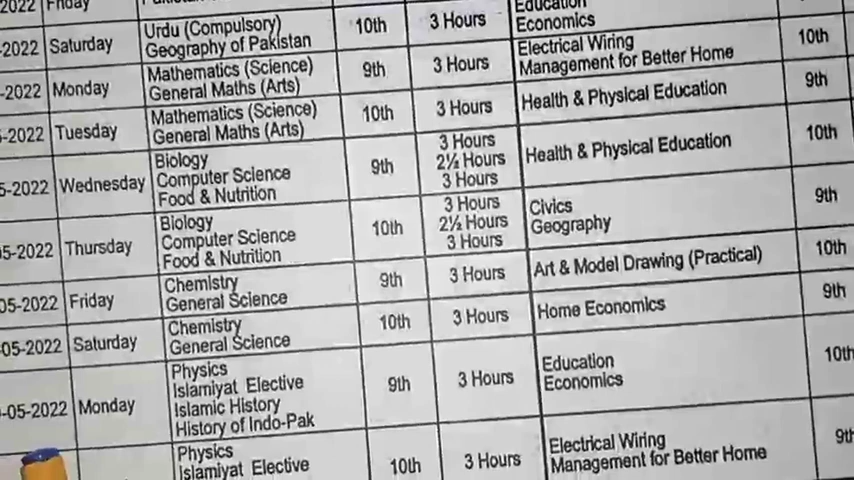 2022 Friday
Education
-2022 Saturday Urdu (Compulsory) 10th 3 Hours Economics
Geography of Pakistan
-2022 Monday Mathematics (Science) 9th 3 Hours Electrical Wiring 10th
General Maths (Arts) Management for Better Home
-2022 Tuesday Mathematics (Science) 10th 3 Hours Health & Physical Education 9th
General Maths (Arts)
5-2022 Wednesday Biology 9th 3 Hours Health & Physical Education 10th
Computer Science 2½ Hours
Food & Nutrition 3 Hours
05-2022 Thursday Biology 10th 3 Hours Civics 9th
Computer Science 2½ Hours Geography
Food & Nutrition 3 Hours
05-2022 Friday Chemistry 9th 3 Hours Art & Model Drawing (Practical) 10th
General Science
-05-2022 Saturday Chemistry 10th 3 Hours Home Economics 9th
General Science
-05-2022 Monday Physics 9th 3 Hours Education 10th
Islamiyat Elective Economics
Islamic History
History of Indo-Pak
Physics 10th 3 Hours Electrical Wiring 9th
Islamiyat Elective Management for Better Home